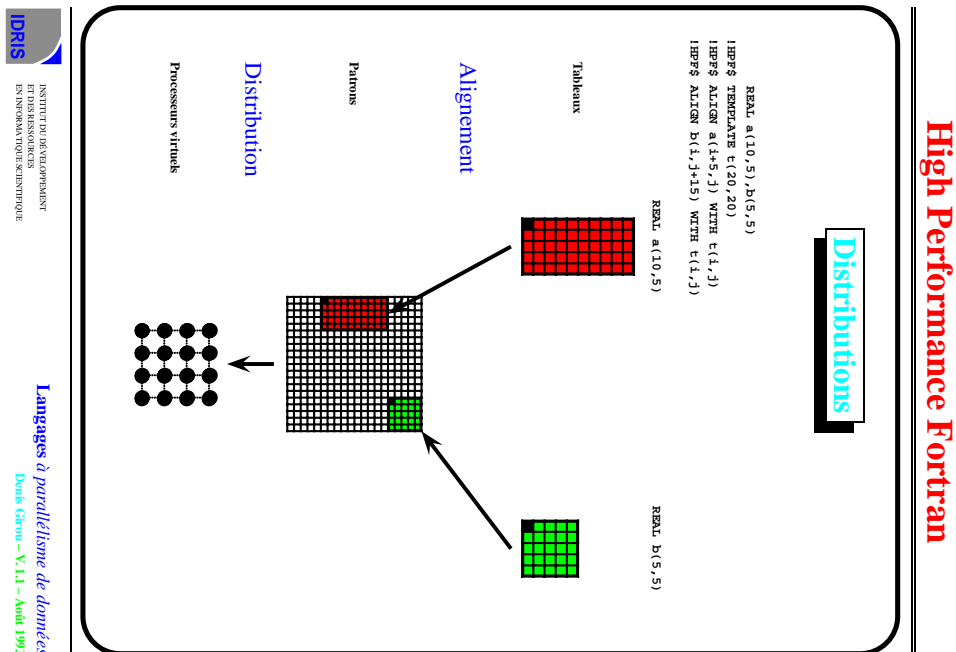 High Performance Fortran
Distributions
REAL a(10,5),b(5,5)
!HPF$ TEMPLATE t(20,20)
!HPF$ ALIGN a(i+5,j) WITH t(i,j)
!HPF$ ALIGN b(i,j+15) WITH t(i,j)
REAL a(10,5)
REAL b(5,5)
Tableaux
Alignement
Patrons
Distribution
Processeurs virtuels
IDRIS
INSTITUT DU DÉVELOPPEMENT
ET DES RESSOURCES
EN INFORMATIQUE SCIENTIFIQUE
Langages à parallélisme de données
Denis Girou – V.1.1 – Août